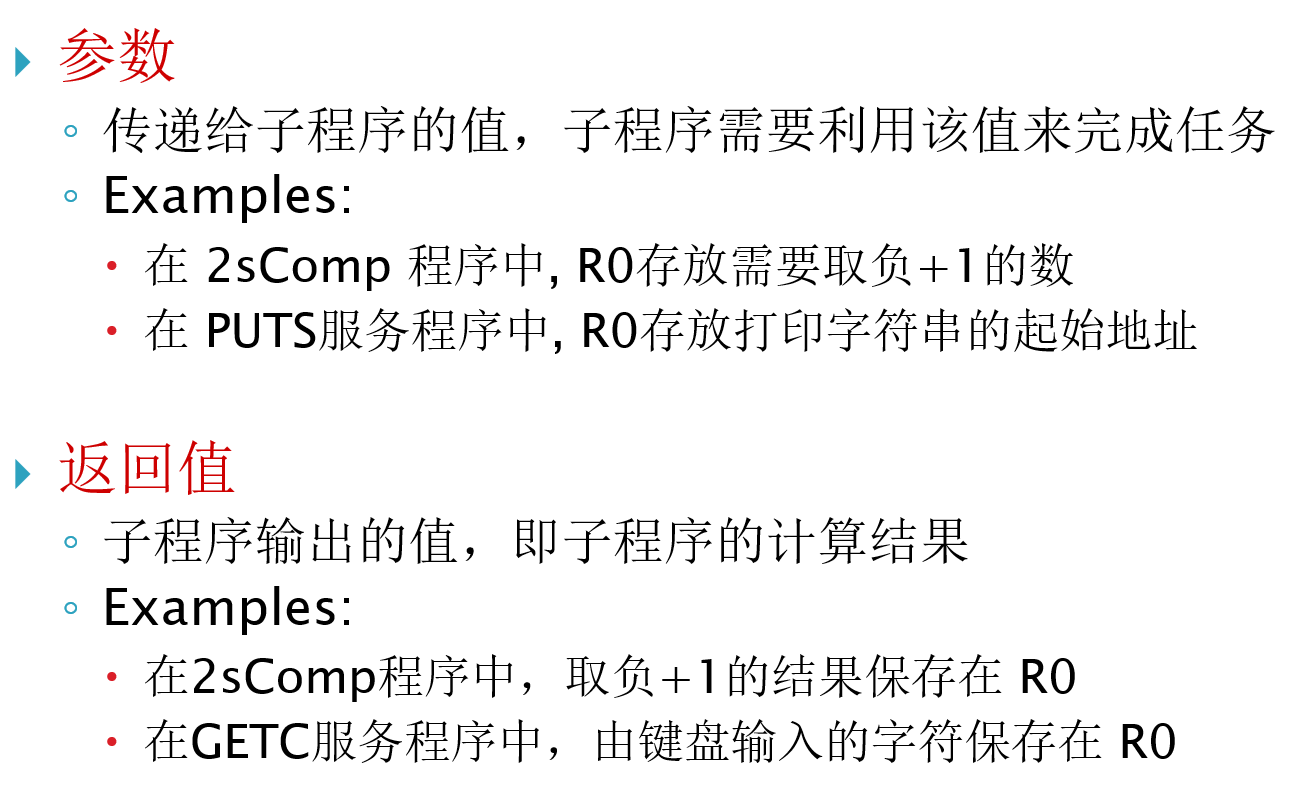 参数
传递给子程序的值，子程序需要利用该值来完成任务
Examples:
在 2sComp 程序中, R0存放需要取负+1的数
在 PUTS服务程序中, R0存放打印字符串的起始地址
返回值
子程序输出的值，即子程序的计算结果
Examples:
在2sComp程序中，取负+1的结果保存在 R0
在GETC服务程序中，由键盘输入的字符保存在 R0